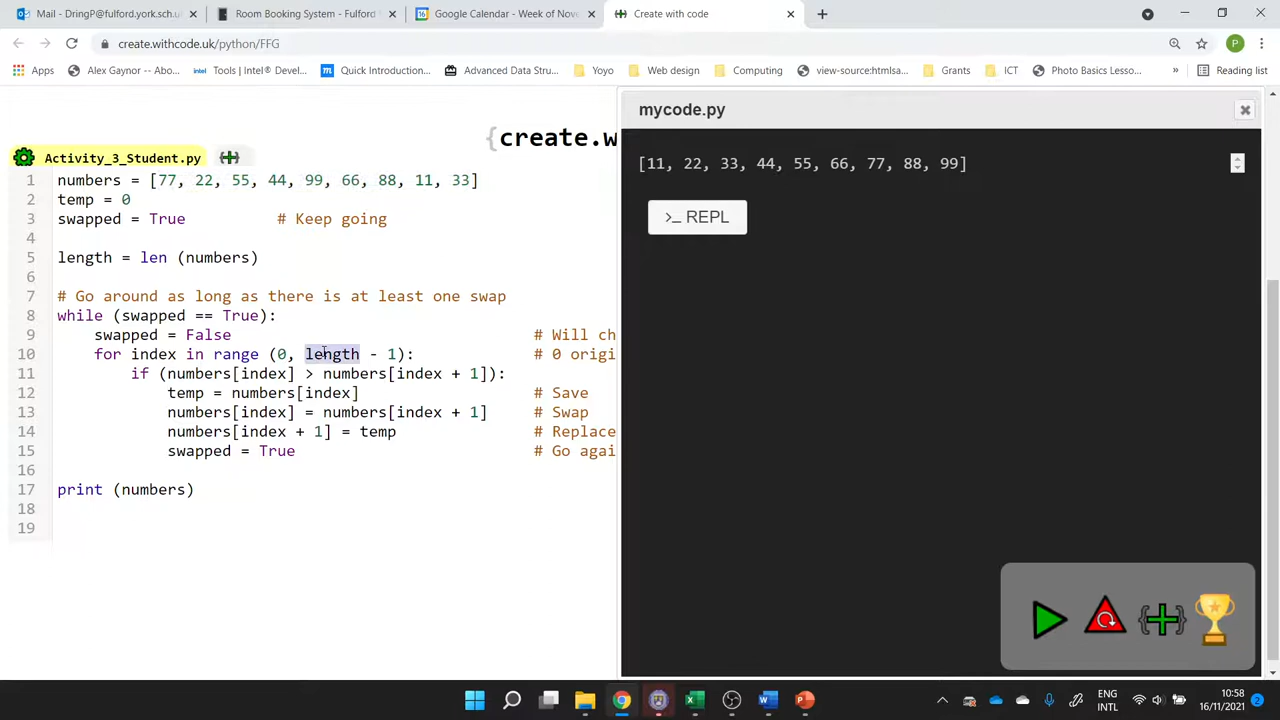 Mail - DringP@fulford.york.sch.u
Room Booking System - Fulford
Google Calendar - Week of Nov
Create with code
create.withcode.uk/python/FFG
Apps
Alex Gaynor -- Abo...
Tools | Intel® Devel...
Quick Introduction...
Advanced Data Stru...
Yoyo
Web design
Computing
view-source:htmlsa...
Grants
ICT
Photo Basics Lesso...
»
Reading list
{create.w
Activity_3_Student.py
1 numbers = [77, 22, 55, 44, 99, 66, 88, 11, 33]
2 temp = 0
3 swapped = True # Keep going
4
5 length = len (numbers)
6
7 # Go around as long as there is at least one swap
8 while (swapped == True):
9 swapped = False # Will ch
10 for index in range (0, length - 1): # 0 origi
11 if (numbers[index] > numbers[index + 1]):
12 temp = numbers[index] # Save
13 numbers[index] = numbers[index + 1] # Swap
14 numbers[index + 1] = temp # Replace
15 swapped = True # Go agai
16
17 print (numbers)
18
19
mycode.py
[11, 22, 33, 44, 55, 66, 77, 88, 99]
>_ REPL
ENG
INTL
10:58
16/11/2021